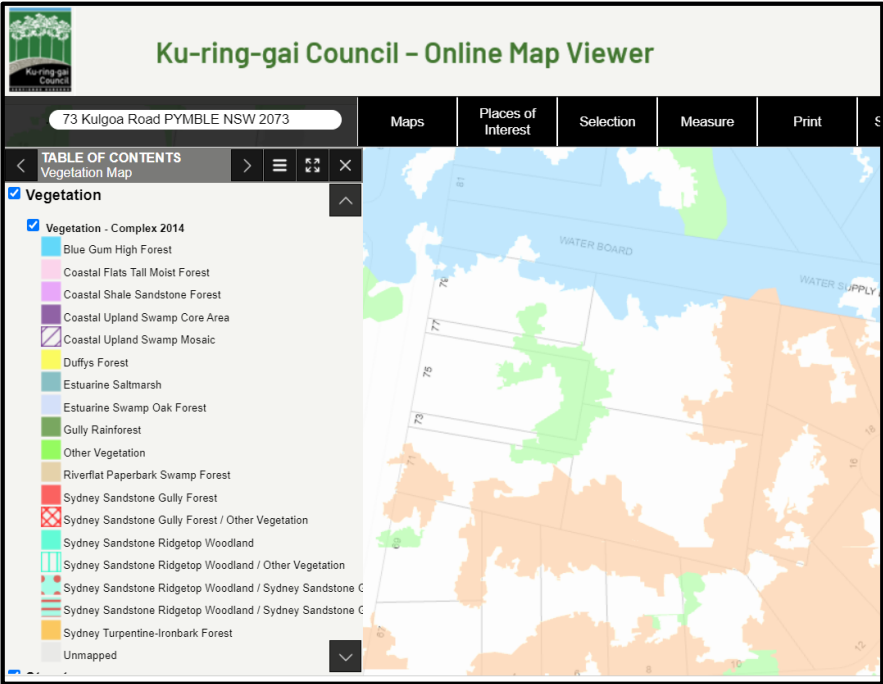 Ku-ring-gai
Council
Ku-ring-gai Council – Online Map Viewer
73 Kulgoa Road PYMBLE NSW 2073
Maps
Places of
Interest
Selection
Measure
Print
S
TABLE OF CONTENTS
Vegetation Map
Vegetation
Vegetation - Complex 2014
Blue Gum High Forest
Coastal Flats Tall Moist Forest
Coastal Shale Sandstone Forest
Coastal Upland Swamp Core Area
Coastal Upland Swamp Mosaic
Duffys Forest
Estuarine Saltmarsh
Estuarine Swamp Oak Forest
Gully Rainforest
Other Vegetation
Riverflat Paperbark Swamp Forest
Sydney Sandstone Gully Forest
Sydney Sandstone Gully Forest / Other Vegetation
Sydney Sandstone Ridgetop Woodland
Sydney Sandstone Ridgetop Woodland / Other Vegetation
Sydney Sandstone Ridgetop Woodland / Sydney Sandstone G
Sydney Sandstone Ridgetop Woodland / Sydney Sandstone G
Sydney Turpentine-Ironbark Forest
Unmapped
81
WATER BOARD
WATER SUPPLY
79
77
75
73
71
69
67
18
16
12
10
8
6